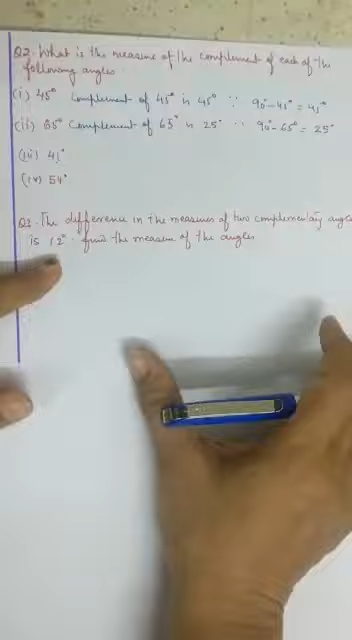 Q2. What is the measure of the complement of each of the
following angles
(i) 45° Complement of 45° is 45° ∵ 90°-45° = 45°
(ii) 65° Complement of 65° is 25° ∵ 90°-65° = 25°
(iii) 41°
(iv) 54°
Q3. The difference in the measures of two complementary angles
is 12°. find the measure of the angles